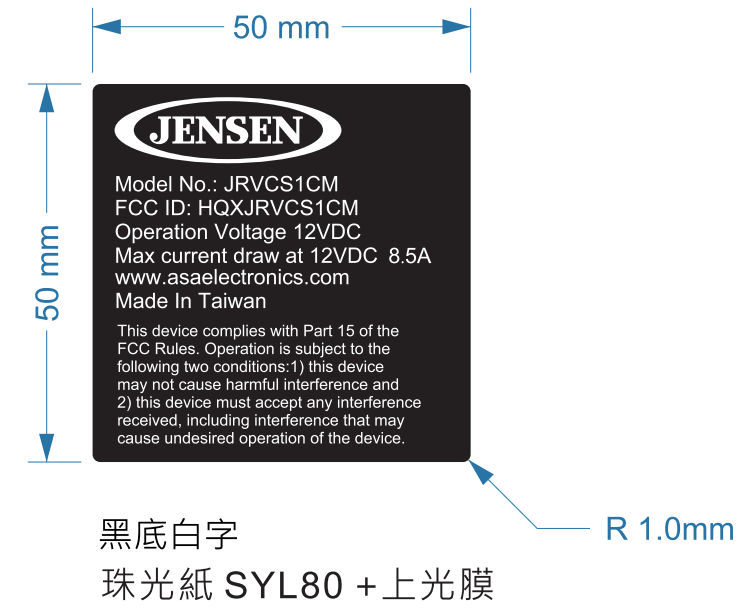 50 mm
JENSEN
Model No.: JRVCS1CM
FCC ID: HQXJRVCS1CM
Operation Voltage 12VDC
Max current draw at 12VDC  8.5A
www.asaelectronics.com
Made In Taiwan
This device complies with Part 15 of the
FCC Rules. Operation is subject to the
following two conditions:1) this device
may not cause harmful interference and
2) this device must accept any interference
received, including interference that may
cause undesired operation of the device.
50 mm
R 1.0mm
黑底白字
珠光紙 SYL80 +上光膜